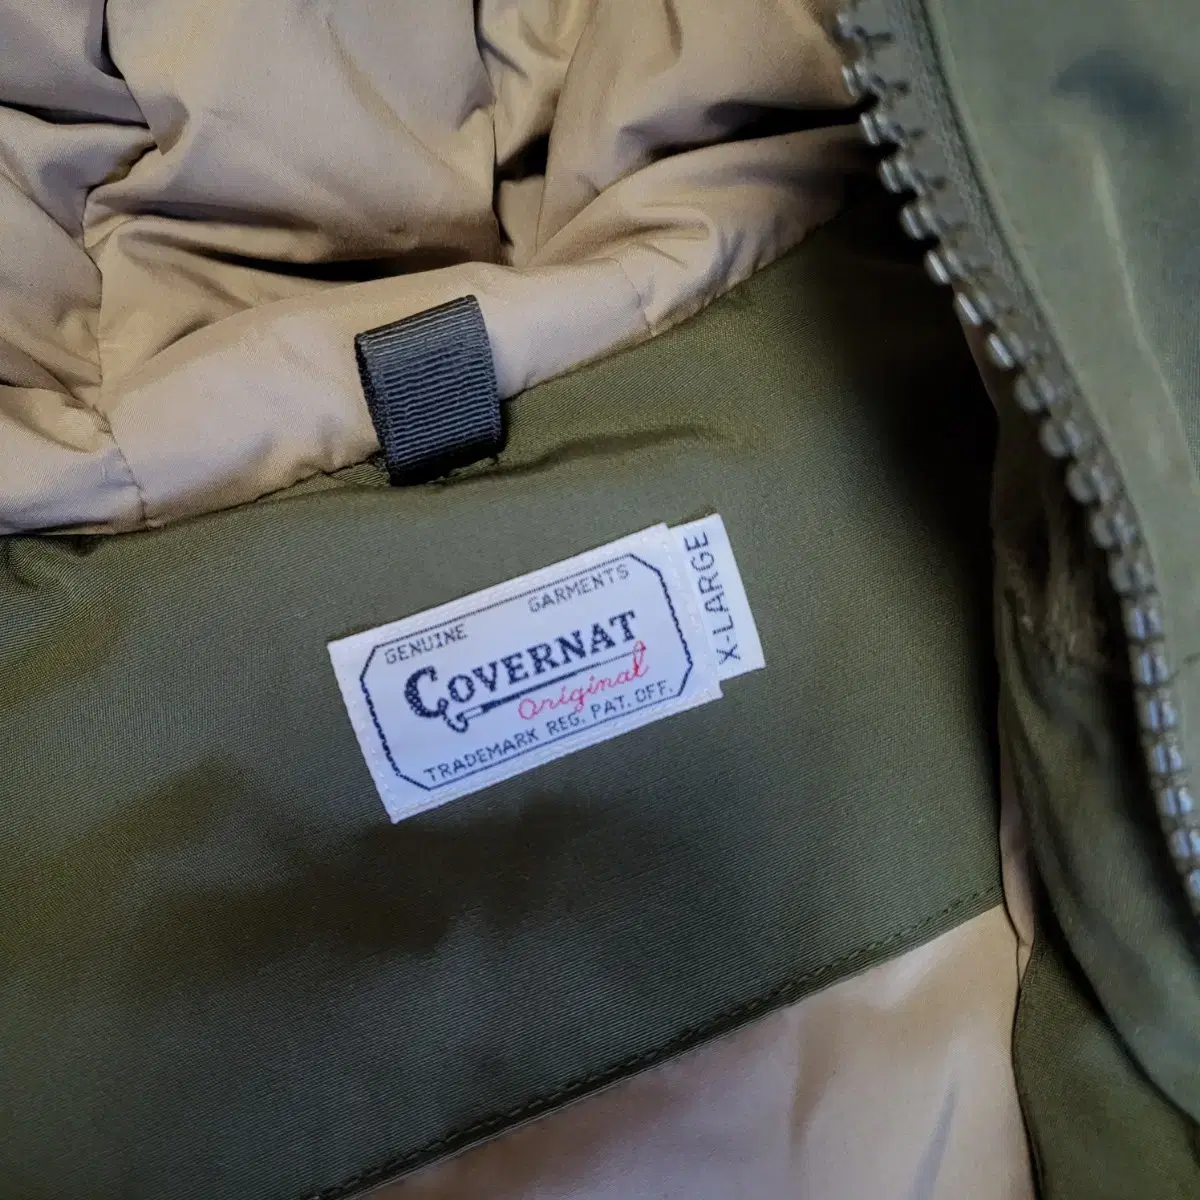 GENUINE GARMENTS
COVERNAT
Original
TRADEMARK REG. PAT. OFF.
X-LARGE